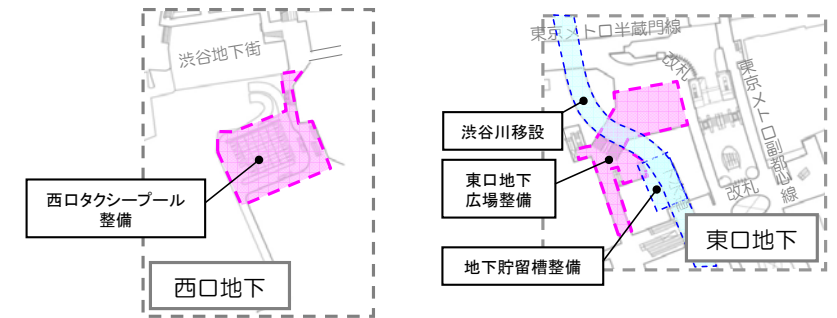 渋谷地下街
西口タクシープール
整備
西口地下
東京メトロ半蔵門線
改札
東京メトロ副都心線
渋谷川移設
東口地下
広場整備
改札
地下貯留槽整備
東口地下